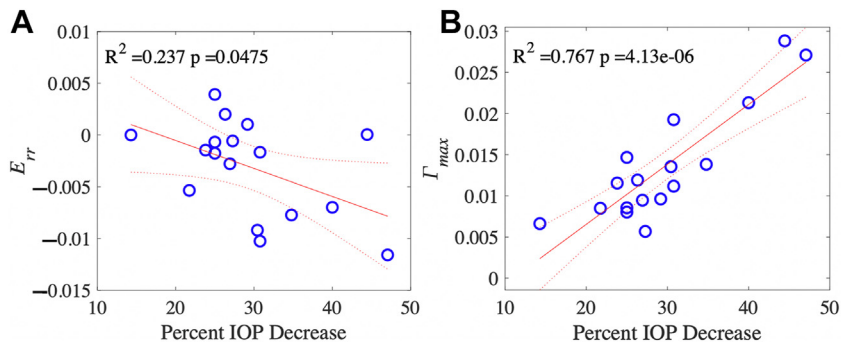 A
R² =0.237 p =0.0475
0.01
0.005
0
−0.005
−0.01
−0.015
E_rr
10 20 30 40 50
Percent IOP Decrease
B
R² =0.767 p =4.13e-06
0.03
0.025
0.02
0.015
0.01
0.005
0
Γ_max
10 20 30 40 50
Percent IOP Decrease